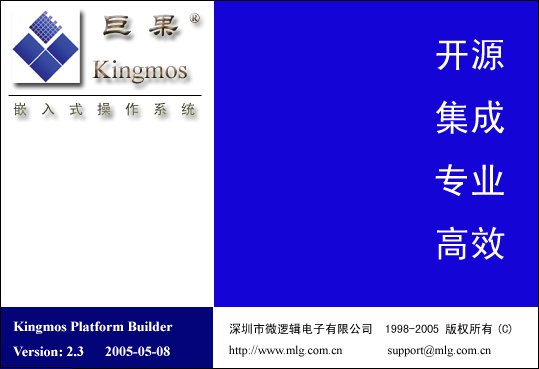 巨果®
Kingmos
嵌入式操作系统
开源
集成
专业
高效
Kingmos Platform Builder
Version: 2.3 2005-05-08
深圳市微逻辑电子有限公司 1998-2005 版权所有(C)
http://www.mlg.com.cn support@mlg.com.cn